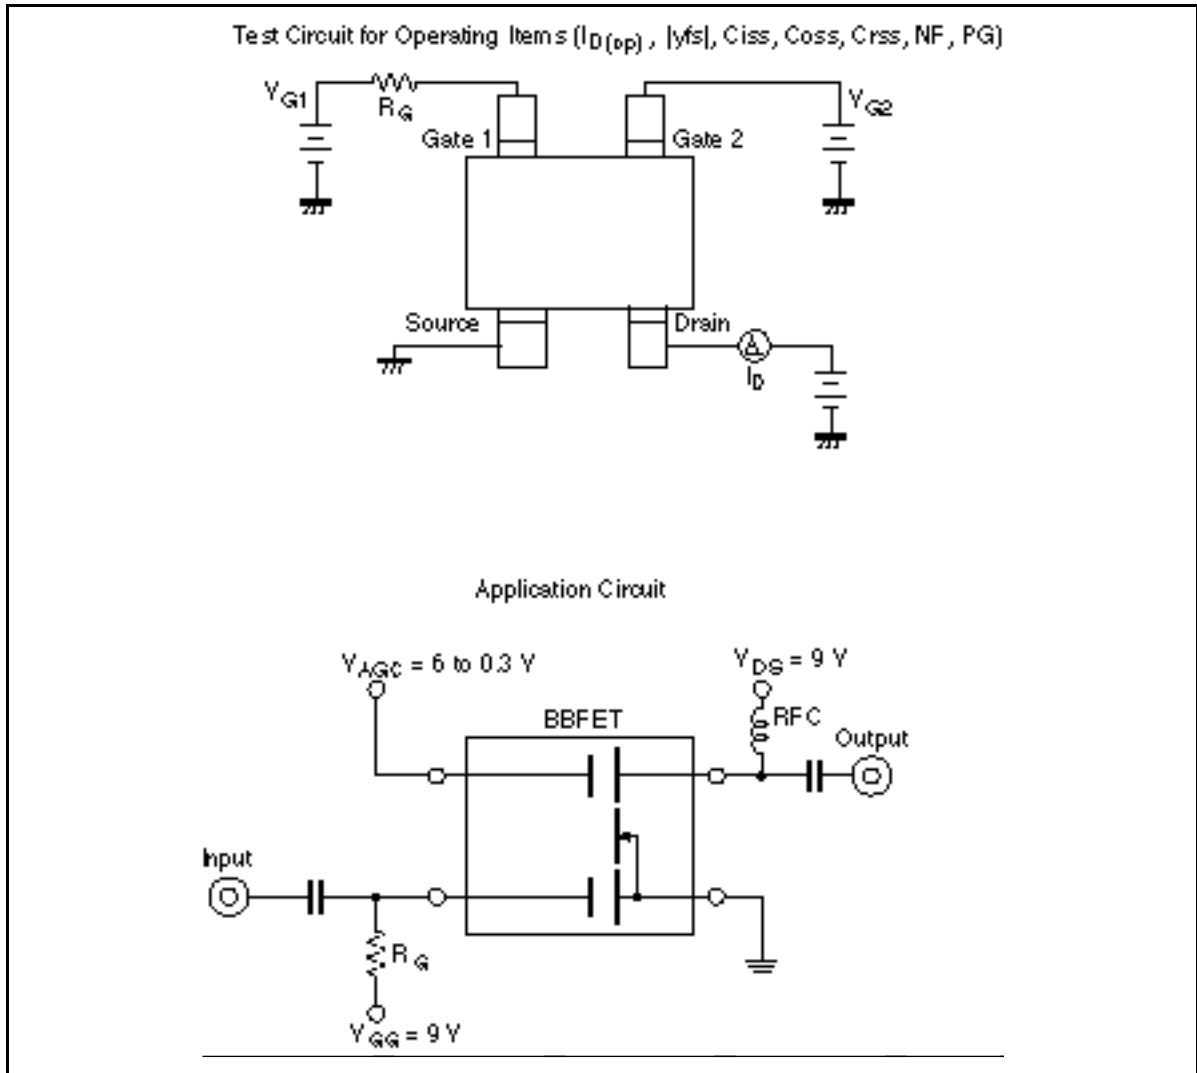 Test Circuit for Operating Items (ID(op) , |yfs|, Ciss, Coss, Crss, NF, PG)
VG1
RG
VG2
Gate 1
Gate 2
Source
Drain
A
ID
Application Circuit
VAGC = 6 to 0.3 V
VDS = 9 V
BBFET
RFC
Output
Input
RG
VGG = 9 V